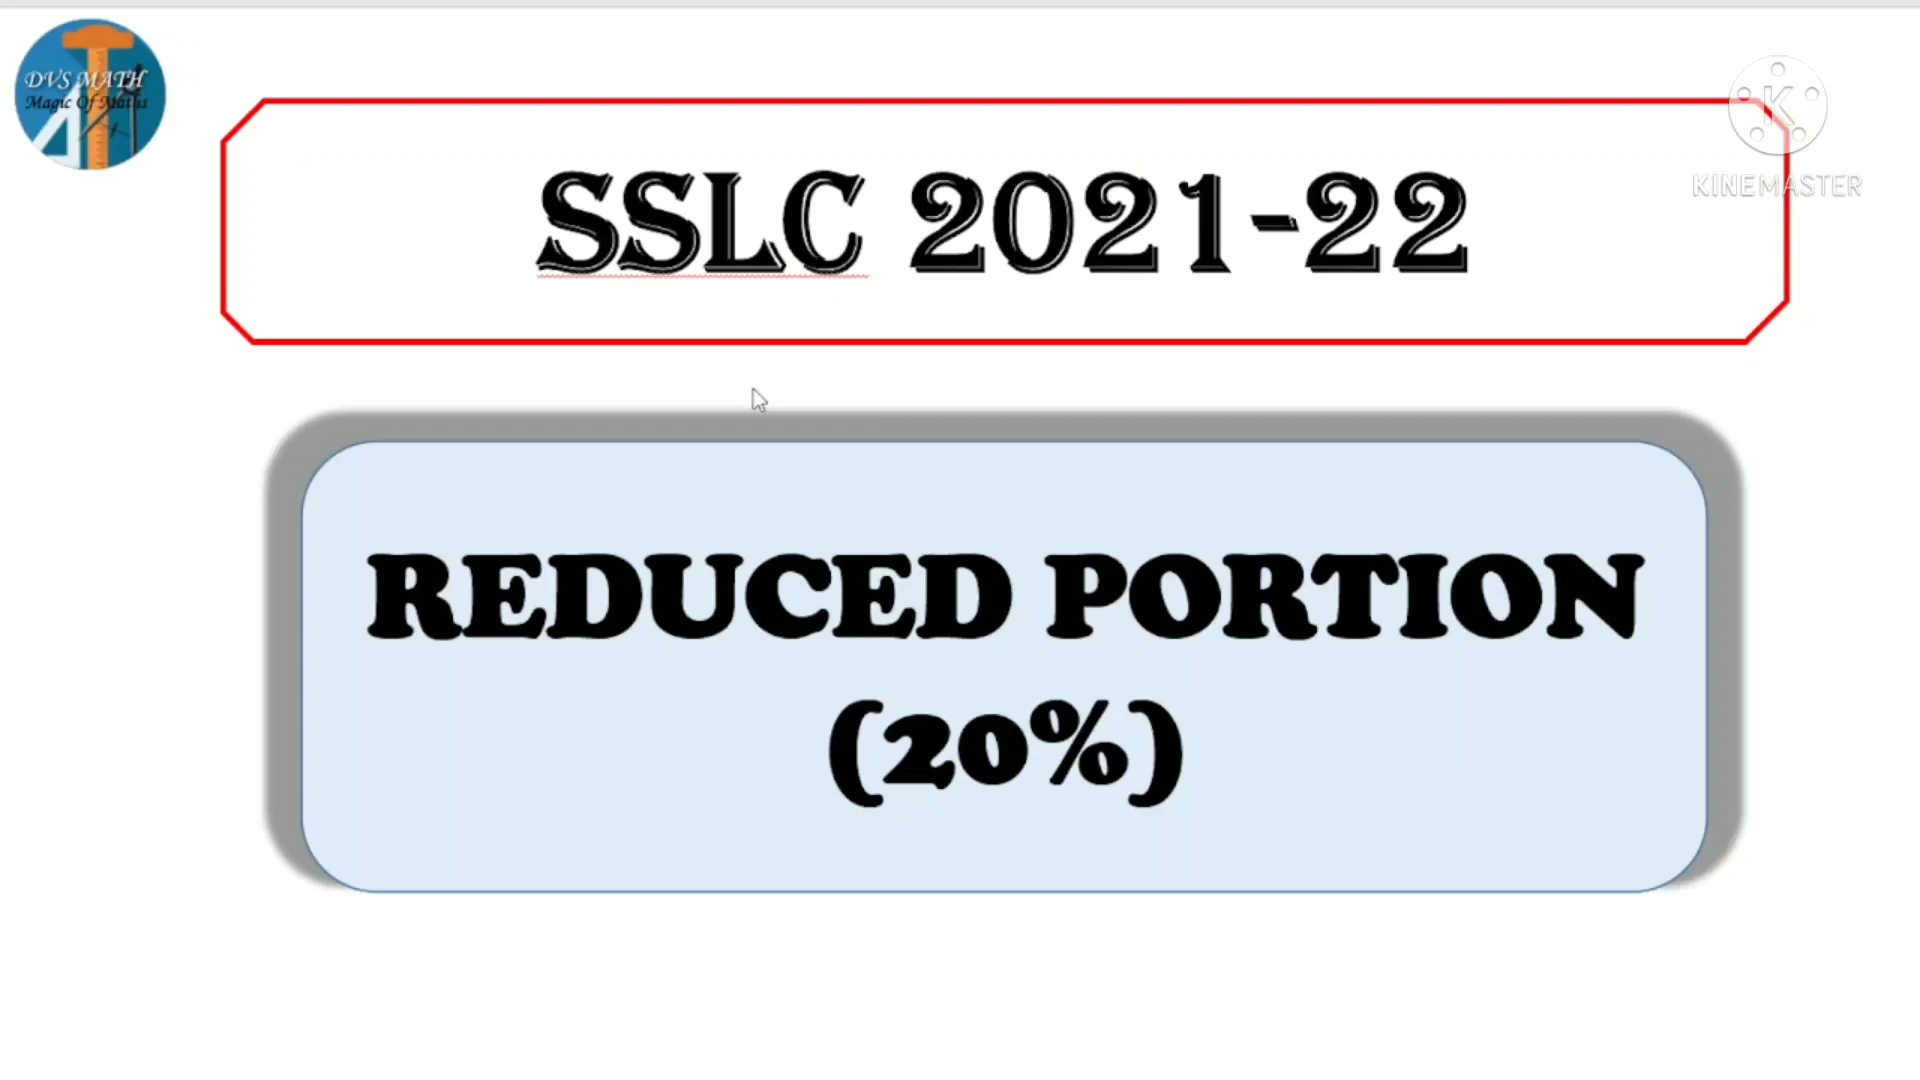 DVS MATH
Magic Of Maths
K
KINEMASTER
SSLC 2021-22
REDUCED PORTION
(20%)